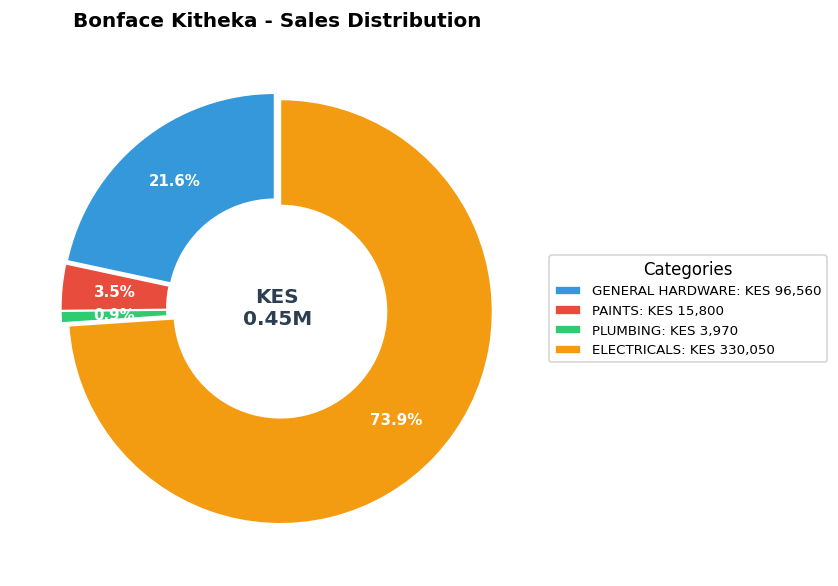 Bonface Kitheka - Sales Distribution
21.6%
3.5%
0.9%
73.9%
KES
0.45M
Categories
GENERAL HARDWARE: KES 96,560
PAINTS: KES 15,800
PLUMBING: KES 3,970
ELECTRICALS: KES 330,050